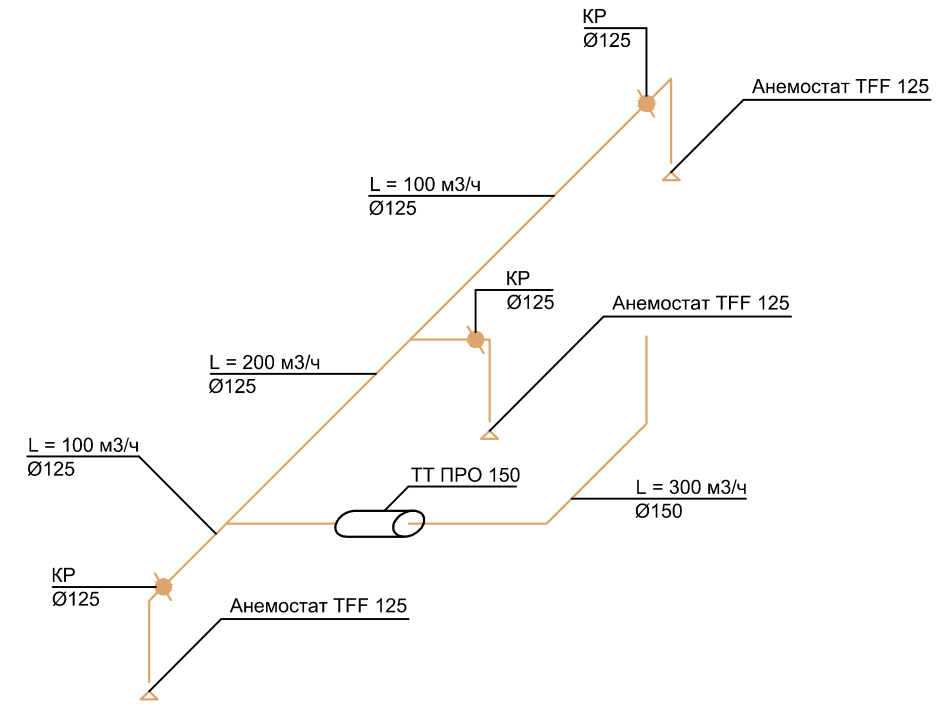 КР
Ø125
Анемостат TFF 125
L = 100 м3/ч
Ø125
КР
Ø125
Анемостат TFF 125
L = 200 м3/ч
Ø125
L = 100 м3/ч
Ø125
ТТ ПРО 150
L = 300 м3/ч
Ø150
КР
Ø125
Анемостат TFF 125